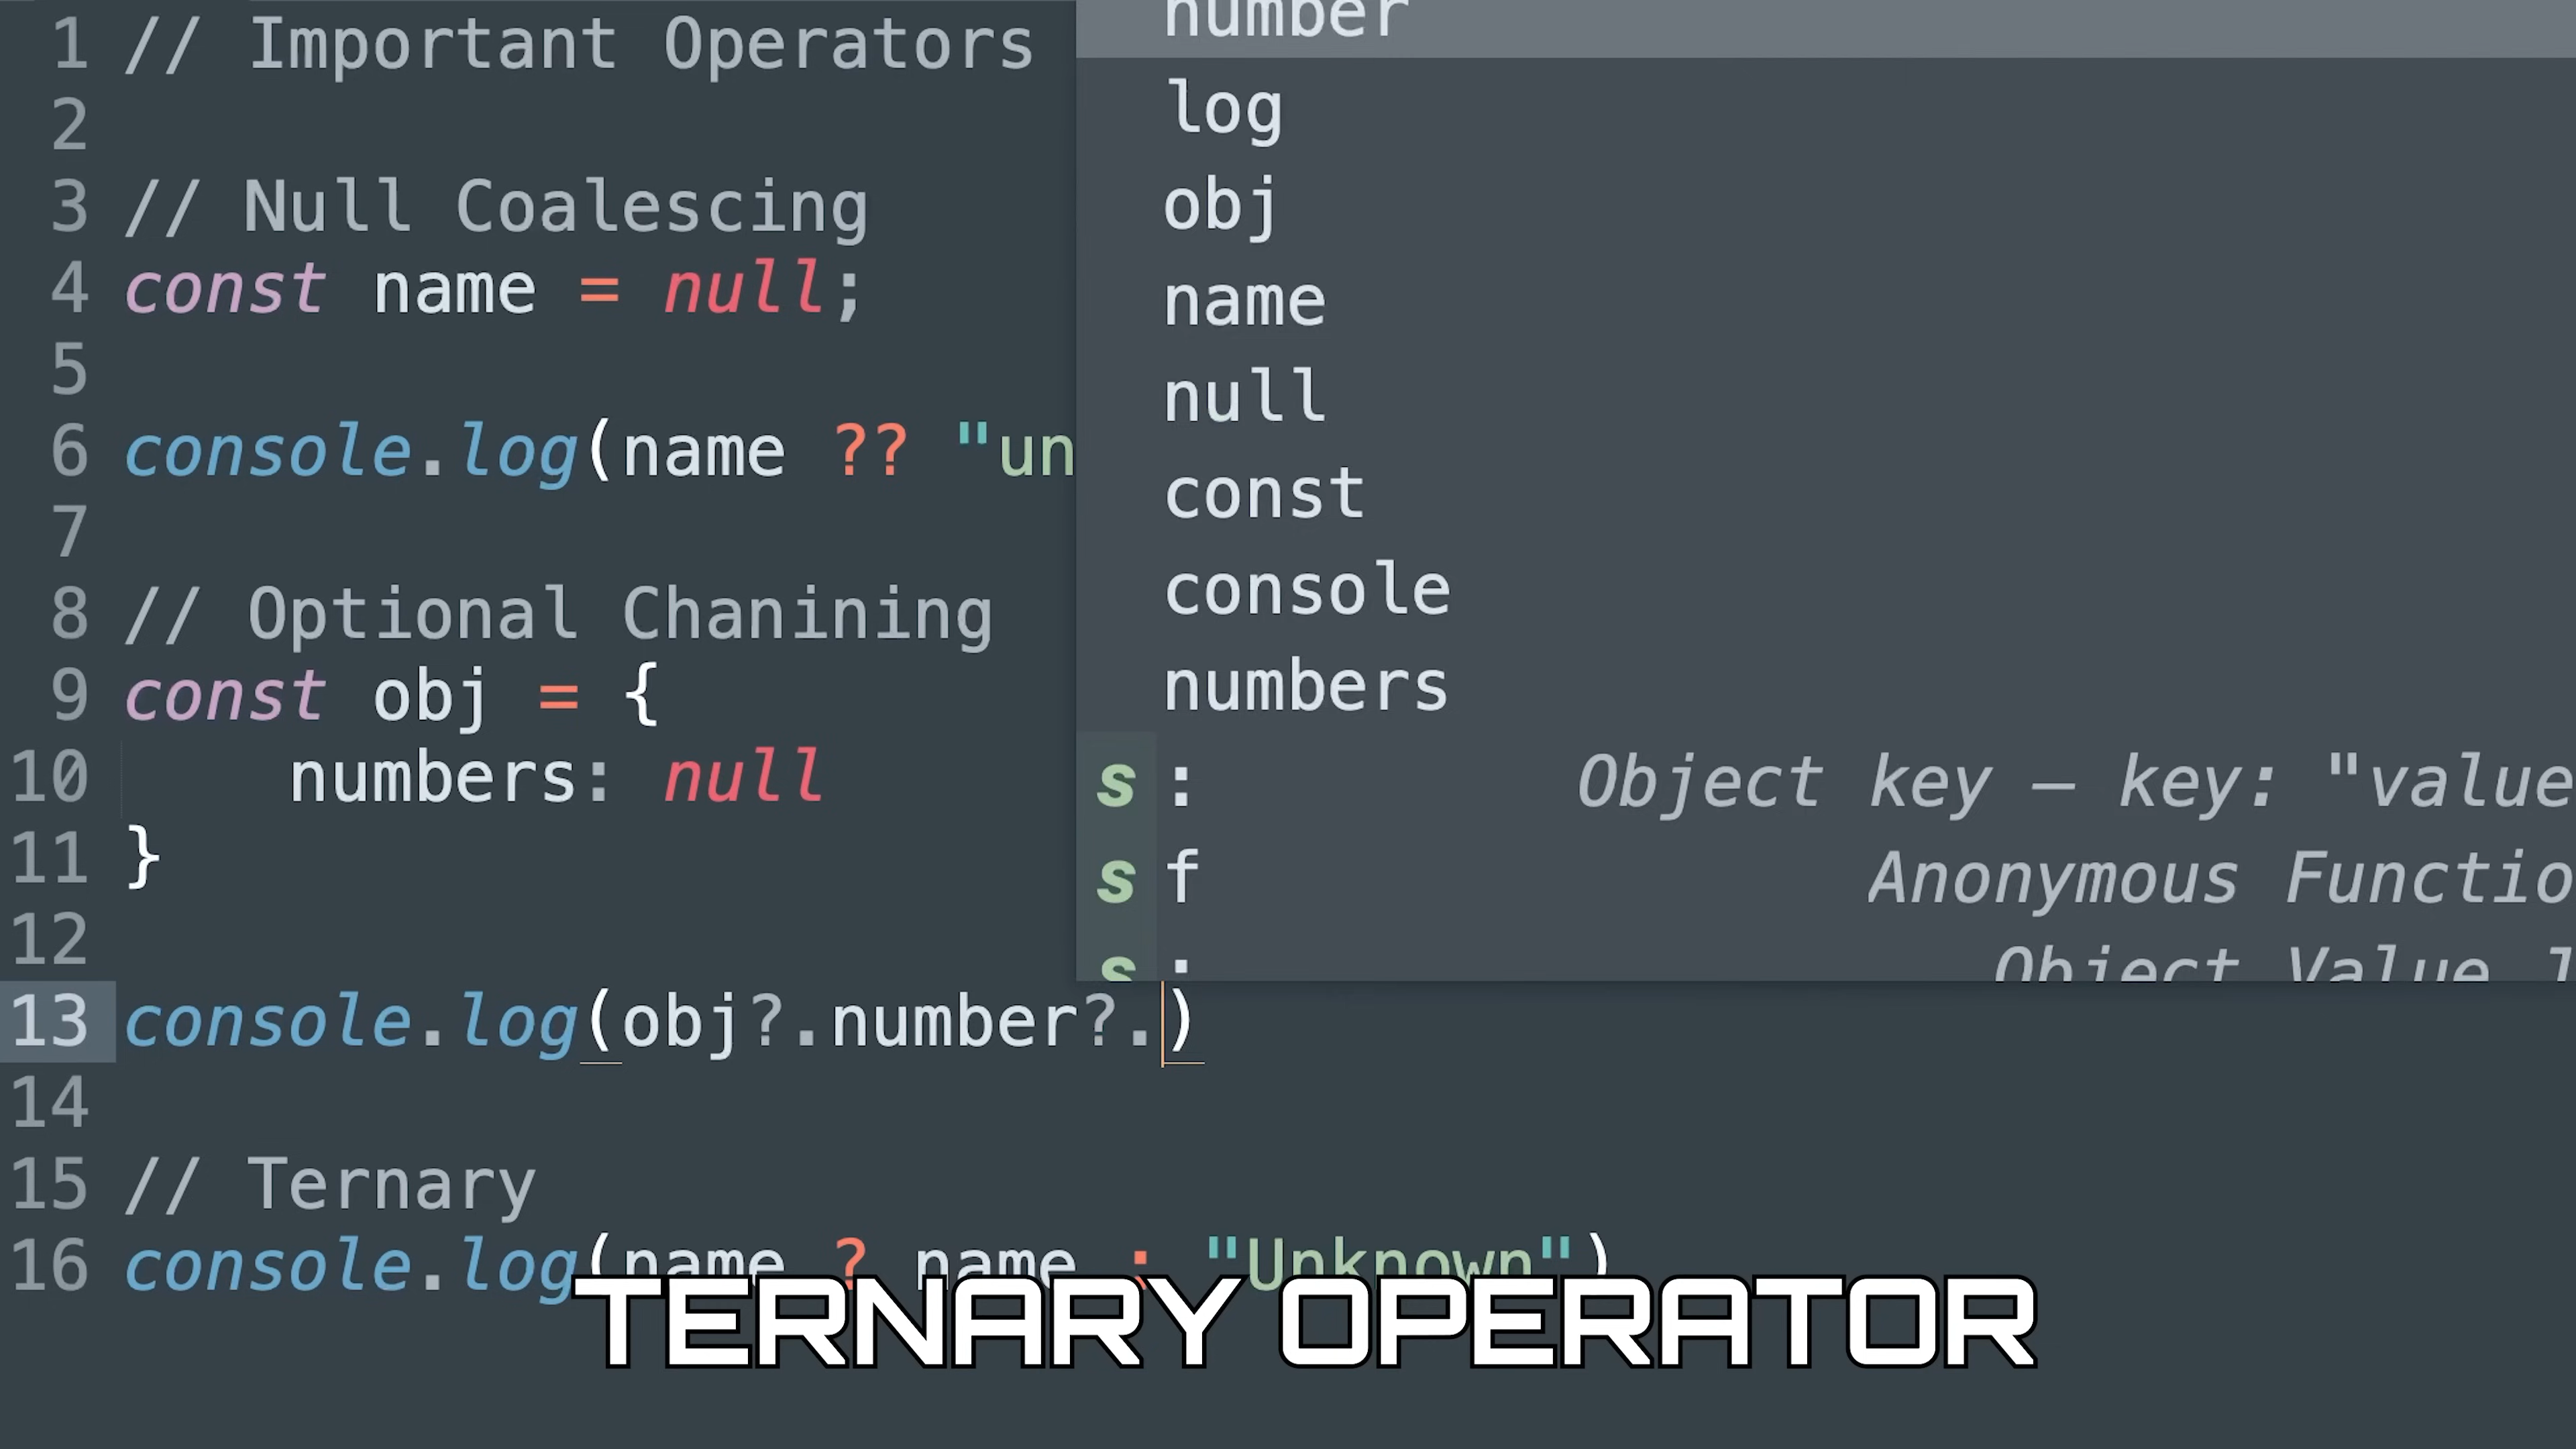 1 // Important Operators
2
3 // Null Coalescing
4 const name = null;
5
6 console.log(name ?? "un
7
8 // Optional Chanining
9 const obj = {
10 numbers: null
11 }
12
13 console.log(obj?.number?.)
14
15 // Ternary
16 console.log(name ? name : "Unknown")
number
log
obj
name
null
const
console
numbers
s : Object key – key: "value
s f Anonymous Functio
s : Object Value
TERNARY OPERATOR